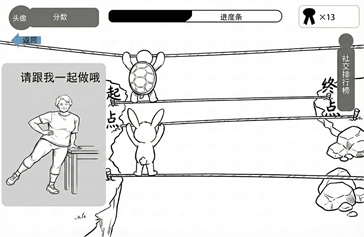 头像
分数
进度条
×13
返回
请跟我一起做哦
起点
终点
社交排行榜